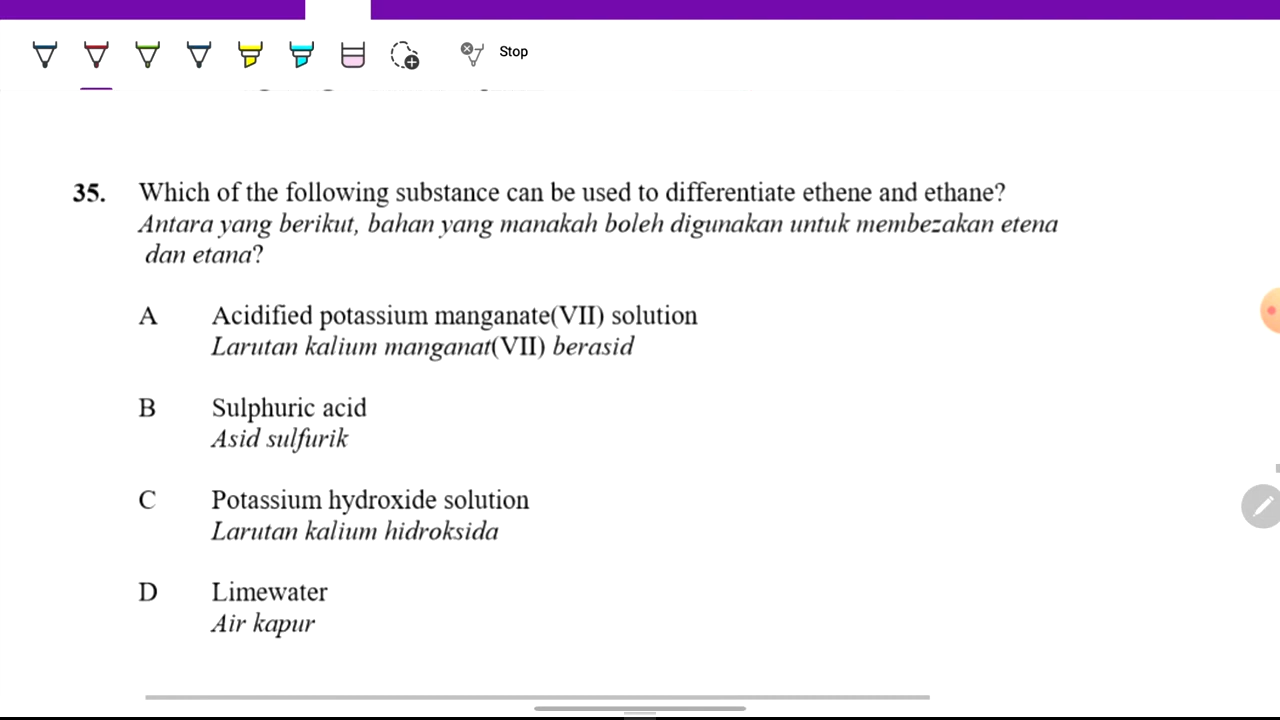 Stop
35. Which of the following substance can be used to differentiate ethene and ethane?
Antara yang berikut, bahan yang manakah boleh digunakan untuk membezakan etena
dan etana?
A Acidified potassium manganate(VII) solution
Larutan kalium manganat(VII) berasid
B Sulphuric acid
Asid sulfurik
C Potassium hydroxide solution
Larutan kalium hidroksida
D Limewater
Air kapur